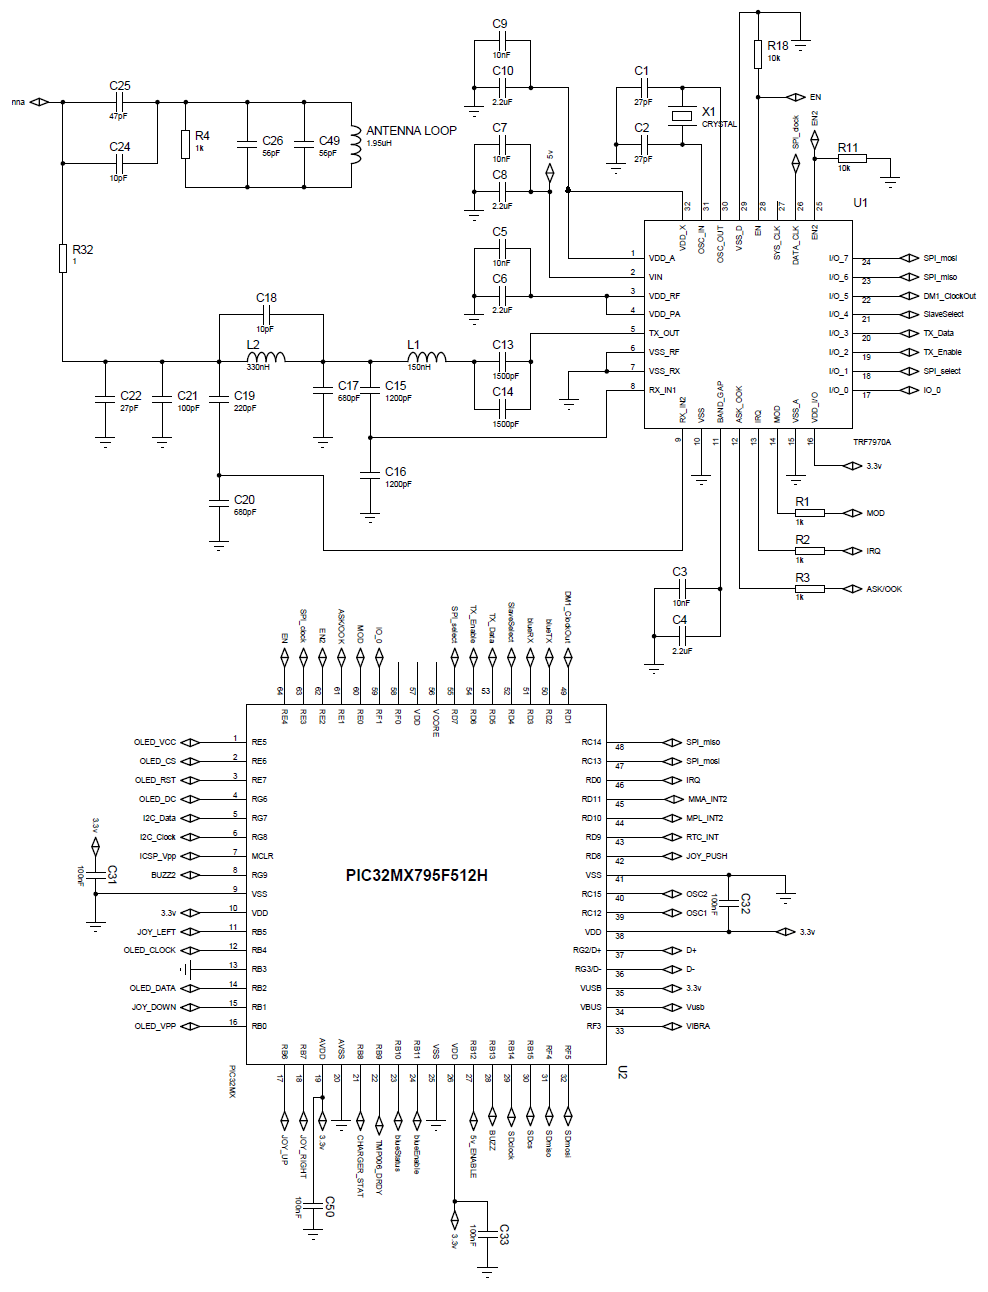 C9
10nF
C10
2.2uF
C7
10nF
C8
2.2uF
C5
10nF
C6
2.2uF
5v
C1
27pF
C2
27pF
X1
CRYSTAL
R18
10k
EN
SPI_clock
EN2
R11
10k
nna
C25
47pF
C24
10pF
R4
1k
C26
56pF
C49
56pF
ANTENNA LOOP
1.95uH
R32
1
C18
10pF
L2
330nH
L1
150nH
C22
27pF
C21
100pF
C19
220pF
C17
680pF
C15
1200pF
C13
1500pF
C14
1500pF
C16
1200pF
C20
680pF
U1
32 VDD_X
31 OSC_IN
30 OSC_OUT
29 VSS_D
28 EN
27 SYS_CLK
26 DATA_CLK
25 EN2
1 VDD_A
2 VIN
3 VDD_RF
4 VDD_PA
5 TX_OUT
6 VSS_RF
7 VSS_RX
8 RX_IN1
I/O_7 24 SPI_mosi
I/O_6 23 SPI_miso
I/O_5 22 DM1_ClockOut
I/O_4 21 SlaveSelect
I/O_3 20 TX_Data
I/O_2 19 TX_Enable
I/O_1 18 SPI_select
I/O_0 17 IO_0
RX_IN2 9
VSS 10
BAND_GAP 11
ASK_OOK 12
IRQ 13
MOD 14
VSS_A 15
VDD_I/O 16
TRF7970A
3.3v
R1
1k
MOD
R2
1k
IRQ
R3
1k
ASK/OOK
C3
10nF
C4
2.2uF
EN 64 RE4
SPI_clock 63 RE3
EN2 62 RE2
ASK/OOK 61 RE1
MOD 60 RE0
IO_0 59 RF1
58 RF0
57 VDD
56 VCORE
SPI_select 55 RD7
TX_Enable 54 RD6
TX_Data 53 RD5
SlaveSelect 52 RD4
blueRX 51 RD3
blueTX 50 RD2
DM1_ClockOut 49 RD1
OLED_VCC 1 RE5
OLED_CS 2 RE6
OLED_RST 3 RE7
OLED_DC 4 RG6
I2C_Data 5 RG7
I2C_Clock 6 RG8
ICSP_Vpp 7 MCLR
BUZZ2 8 RG9
9 VSS
3.3v 10 VDD
JOY_LEFT 11 RB5
OLED_CLOCK 12 RB4
13 RB3
OLED_DATA 14 RB2
JOY_DOWN 15 RB1
OLED_VPP 16 RB0
3.3v
C31
100nF
PIC32MX795F512H
RC14 48 SPI_miso
RC13 47 SPI_mosi
RD0 46 IRQ
RD11 45 MMA_INT2
RD10 44 MPL_INT2
RD9 43 RTC_INT
RD8 42 JOY_PUSH
VSS 41
RC15 40 OSC2
RC12 39 OSC1
VDD 38 3.3v
RG2/D+ 37 D+
RG3/D- 36 D-
VUSB 35 3.3v
VBUS 34 Vusb
RF3 33 VIBRA
C32
100nF
PIC32MX
U2
RB6 17 JOY_UP
RB7 18 JOY_RIGHT
AVDD 19 3.3v
AVSS 20
RB8 21 CHARGER_STAT
RB9 22 TMP006_DRDY
RB10 23 blueStatus
RB11 24 blueEnable
VSS 25
VDD 26
RB12 27 5v_ENABLE
RB13 28 BUZZ
RB14 29 SDclock
RB15 30 SDcs
RF4 31 SDmiso
RF5 32 SDmosi
C50
100nF
3.3v
C33
100nF